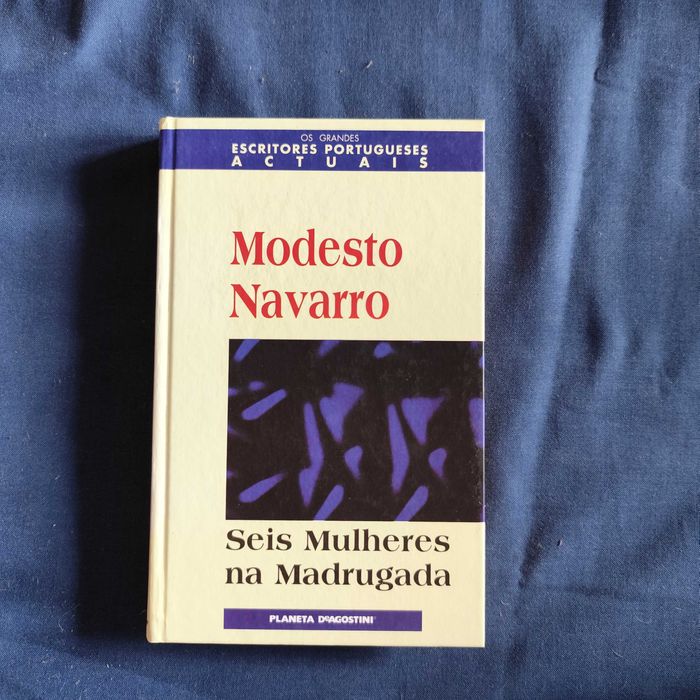 OS GRANDES
ESCRITORES PORTUGUESES
ACTUAIS
Modesto
Navarro
Seis Mulheres
na Madrugada
PLANETA DeAGOSTINI